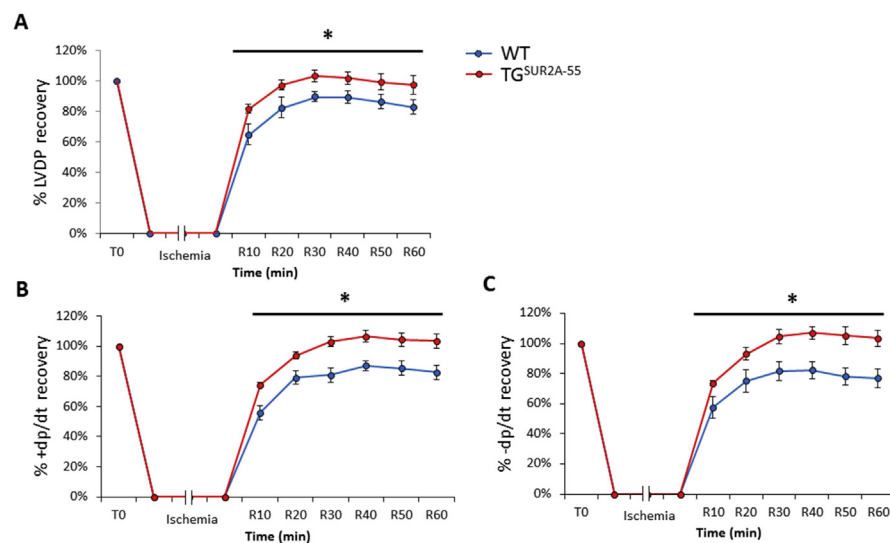 A
*
WT
TG^SUR2A-55
120%
100%
80%
60%
40%
20%
0%
% LVDP recovery
T0 Ischemia R10 R20 R30 R40 R50 R60
Time (min)
B
*
120%
100%
80%
60%
40%
20%
0%
% +dp/dt recovery
T0 Ischemia R10 R20 R30 R40 R50 R60
Time (min)
C
*
120%
100%
80%
60%
40%
20%
0%
% -dp/dt recovery
T0 Ischemia R10 R20 R30 R40 R50 R60
Time (min)